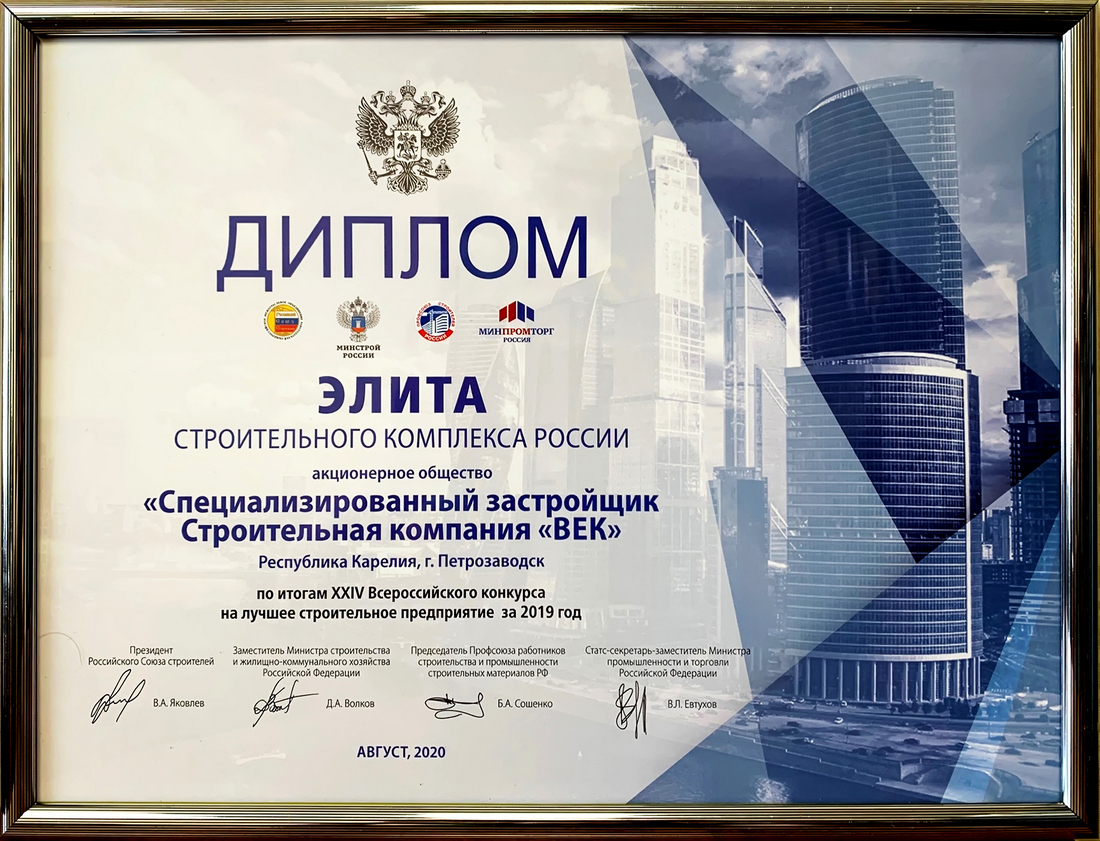 ДИПЛОМ
МИНСТРОЙ
РОССИИ
РОССИИ
МИНПРОМТОРГ
РОССИЯ
ЭЛИТА
СТРОИТЕЛЬНОГО КОМПЛЕКСА РОССИИ
акционерное общество
«Специализированный застройщик
Строительная компания «ВЕК»
Республика Карелия, г. Петрозаводск
по итогам XXIV Всероссийского конкурса
на лучшее строительное предприятие за 2019 год
Президент
Российского Союза строителей
В.А. Яковлев
Заместитель Министра строительства
и жилищно-коммунального хозяйства
Российской Федерации
Д.А. Волков
Председатель Профсоюза работников
строительства и промышленности
строительных материалов РФ
Б.А. Сошенко
Статс-секретарь-заместитель Министра
промышленности и торговли
Российской Федерации
В.Л. Евтухов
АВГУСТ, 2020